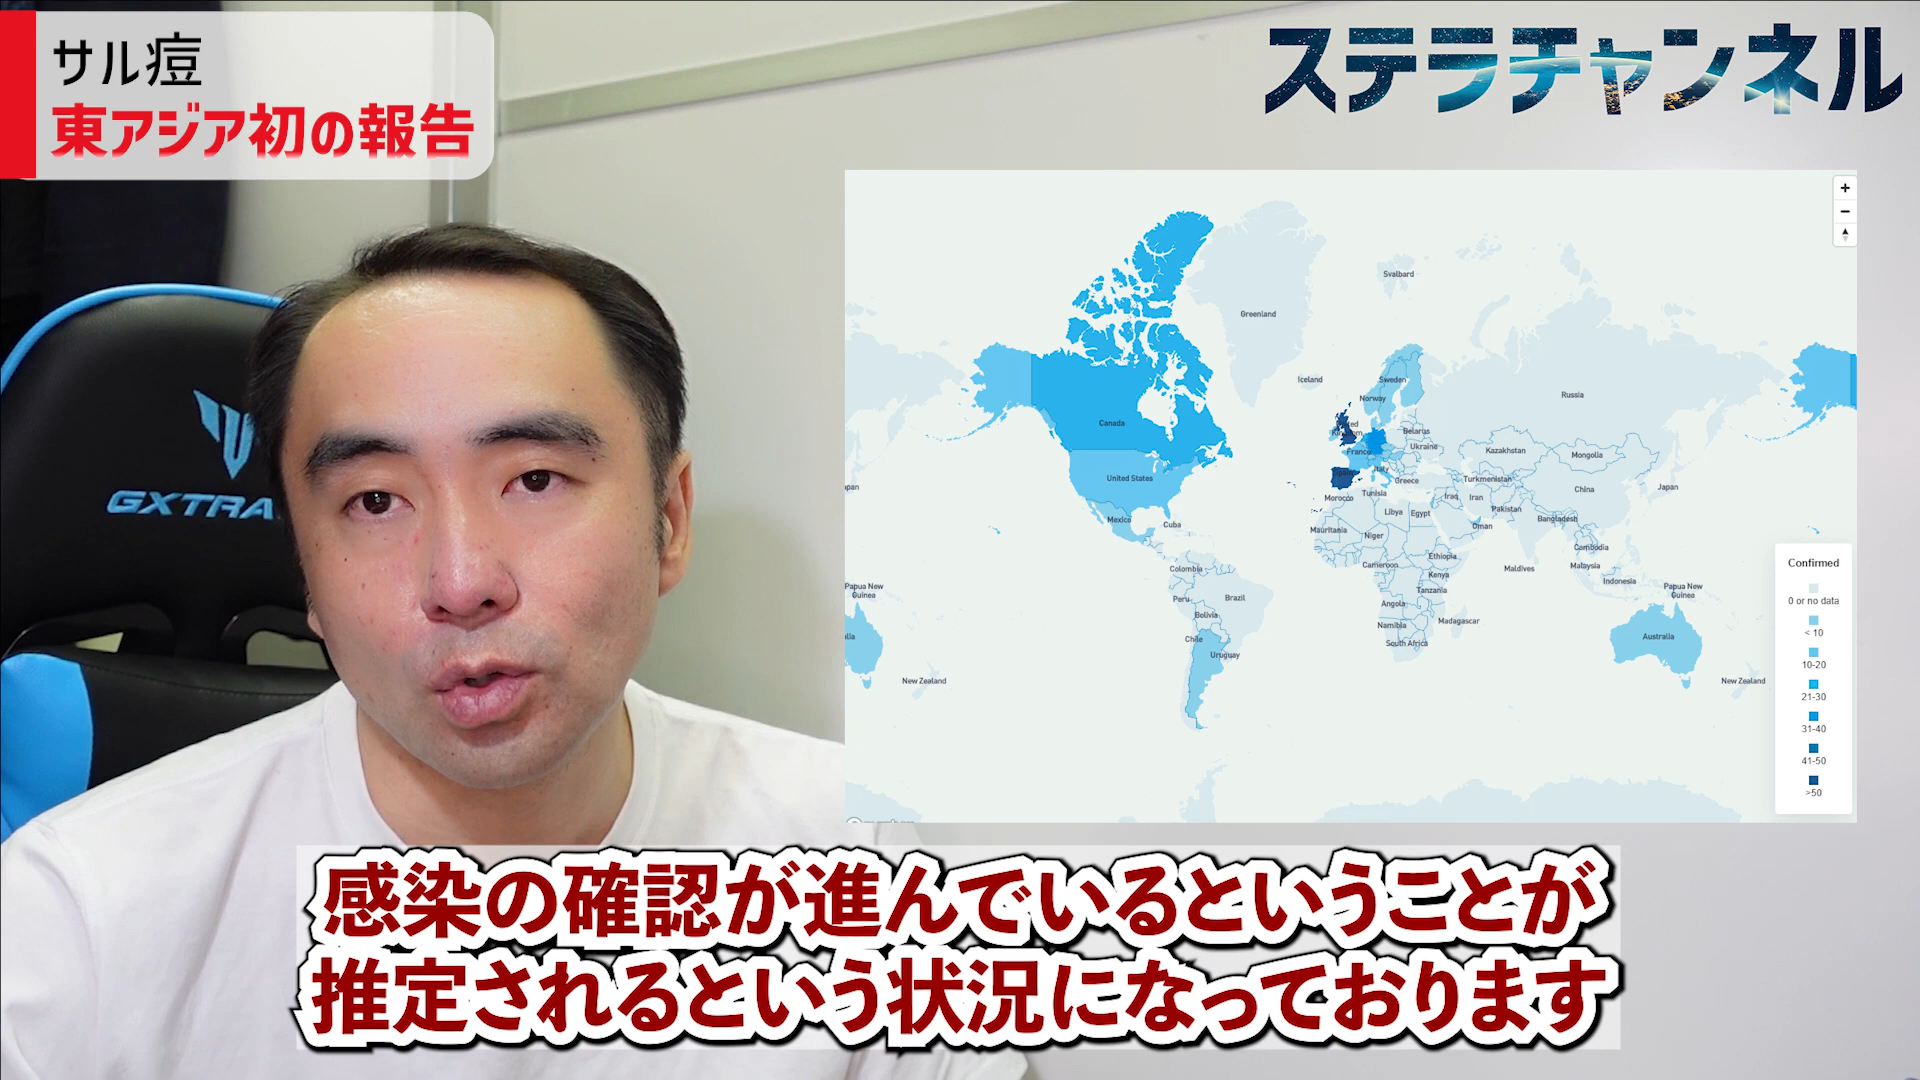 サル痘
東アジア初の報告
ステラチャンネル
GXTRA
+
−
Svalbard
Greenland
Iceland
Sweden
Norway
Russia
Canada
Belarus
Ukraine
France
Kazakhstan
Mongolia
United States
Italy
Greece
Turkmenistan
China
Japan
pan
Morocco
Tunisia
Iraq
Iran
Pakistan
Libya
Egypt
Mexico
Cuba
Mauritania
Niger
Oman
Bangladesh
Ethiopia
Cambodia
Colombia
Cameroon
Kenya
Maldives
Malaysia
Indonesia
Papua New
Guinea
Papua New
Guinea
Peru
Brazil
Tanzania
Angola
Bolivia
Namibia
Madagascar
Chile
South Africa
Uruguay
lia
Australia
New Zealand
New Zealand
Confirmed
0 or no data
< 10
10-20
21-30
31-40
41-50
>50
感染の確認が進んでいるということが
推定されるという状況になっております